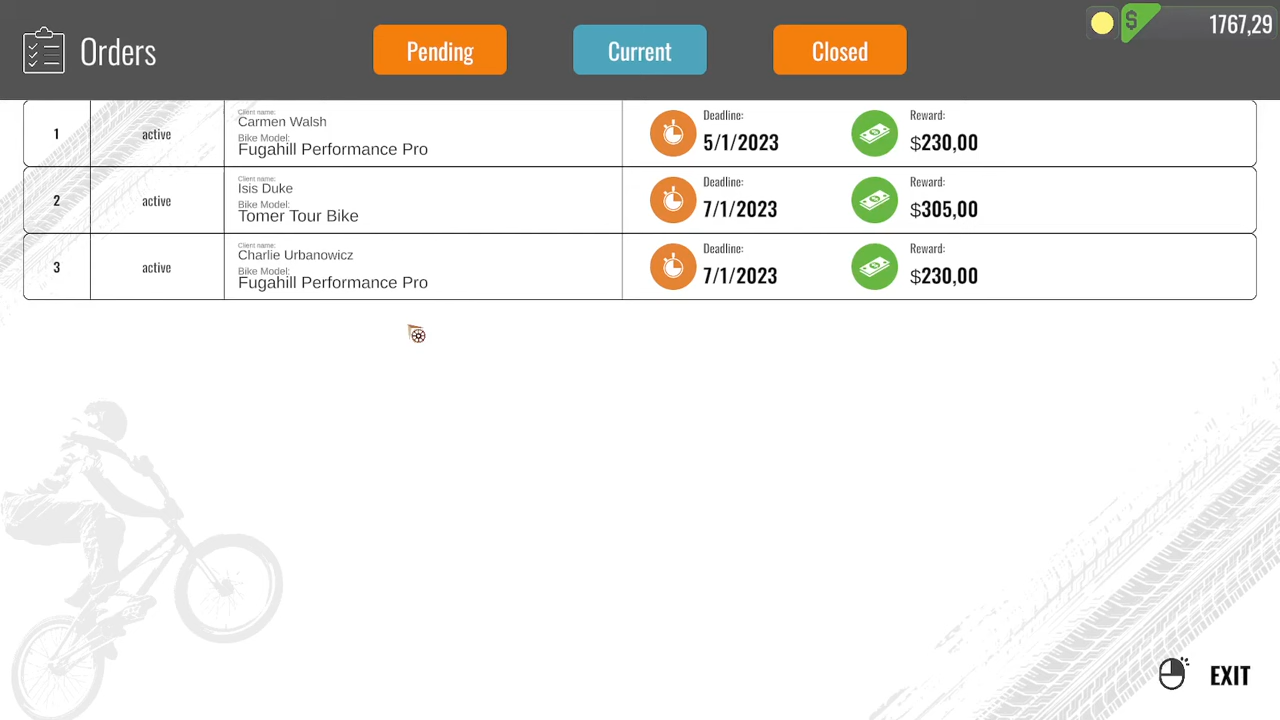 Orders
Pending
Current
Closed
$
1767,29
1
active
Client name:
Carmen Walsh
Bike Model:
Fugahill Performance Pro
Deadline:
5/1/2023
Reward:
$230,00
2
active
Client name:
Isis Duke
Bike Model:
Tomer Tour Bike
Deadline:
7/1/2023
Reward:
$305,00
3
active
Client name:
Charlie Urbanowicz
Bike Model:
Fugahill Performance Pro
Deadline:
7/1/2023
Reward:
$230,00
EXIT